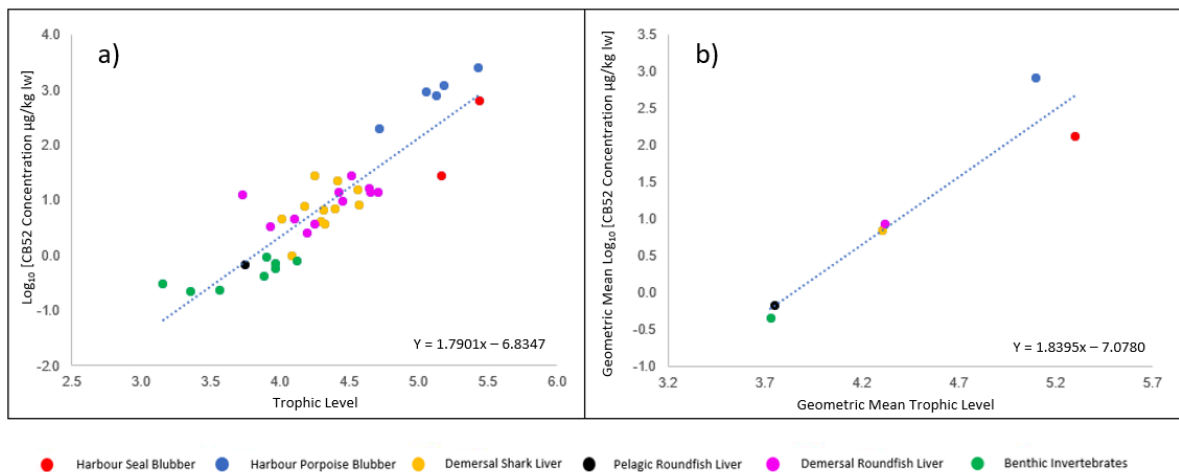 a)
Log₁₀ [CB52 Concentration µg/kg lw]
4.0
3.0
2.0
1.0
0.0
-1.0
-2.0
2.5 3.0 3.5 4.0 4.5 5.0 5.5 6.0
Trophic Level
Y = 1.7901x – 6.8347
b)
Geometric Mean Log₁₀ [CB52 Concentration µg/kg lw]
3.5
3.0
2.5
2.0
1.5
1.0
0.5
0.0
-0.5
-1.0
3.2 3.7 4.2 4.7 5.2 5.7
Geometric Mean Trophic Level
Y = 1.8395x – 7.0780
Harbour Seal Blubber Harbour Porpoise Blubber Demersal Shark Liver Pelagic Roundfish Liver Demersal Roundfish Liver Benthic Invertebrates